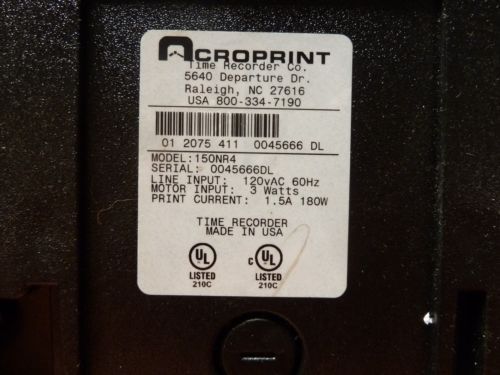 ACROPRINT
Time Recorder Co.
5640 Departure Dr.
Raleigh, NC 27616
USA 800-334-7190
01 2075 411 0045666 DL
MODEL:150NR4
SERIAL: 0045666DL
LINE INPUT: 120vAC 60Hz
MOTOR INPUT: 3 Watts
PRINT CURRENT: 1.5A 180W
TIME RECORDER
MADE IN USA
UL C UL
LISTED LISTED
210C 210C